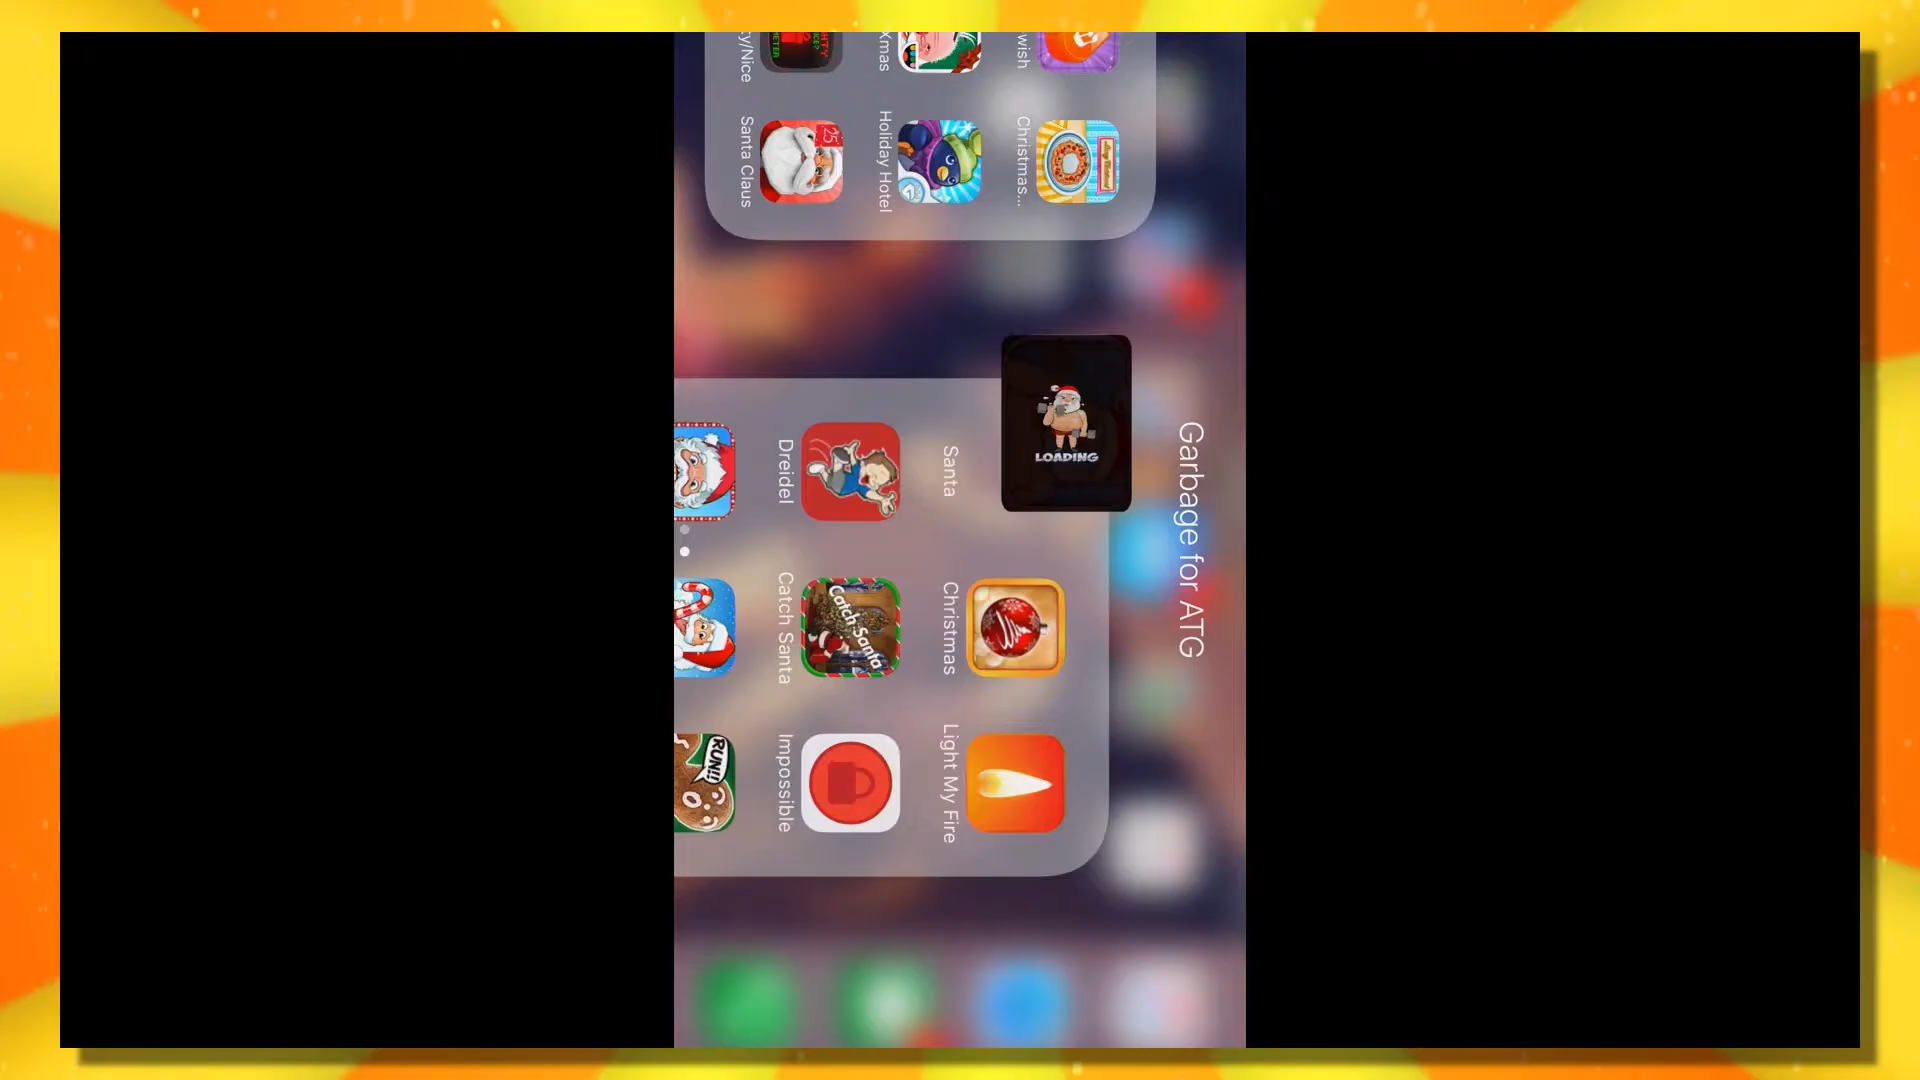 Garbage for ATG
LOADING
Santa
Christmas
Light My Fire
Catch Santa
Dreidel
Catch Santa
Impossible
RUN!!
wish
Christmas...
Xmas
Holiday Hotel
y/Nice
25
Santa Claus